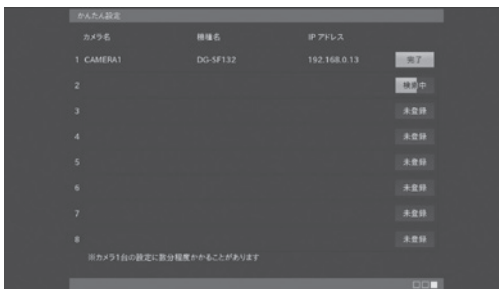 かんたん設定
カメラ名 機種名 IP アドレス
1 CAMERA1 DG-SF132 192.168.0.13 完了
2 検索中
3 未登録
4 未登録
5 未登録
6 未登録
7 未登録
8 未登録
※カメラ1台の設定に数分程度かかることがあります